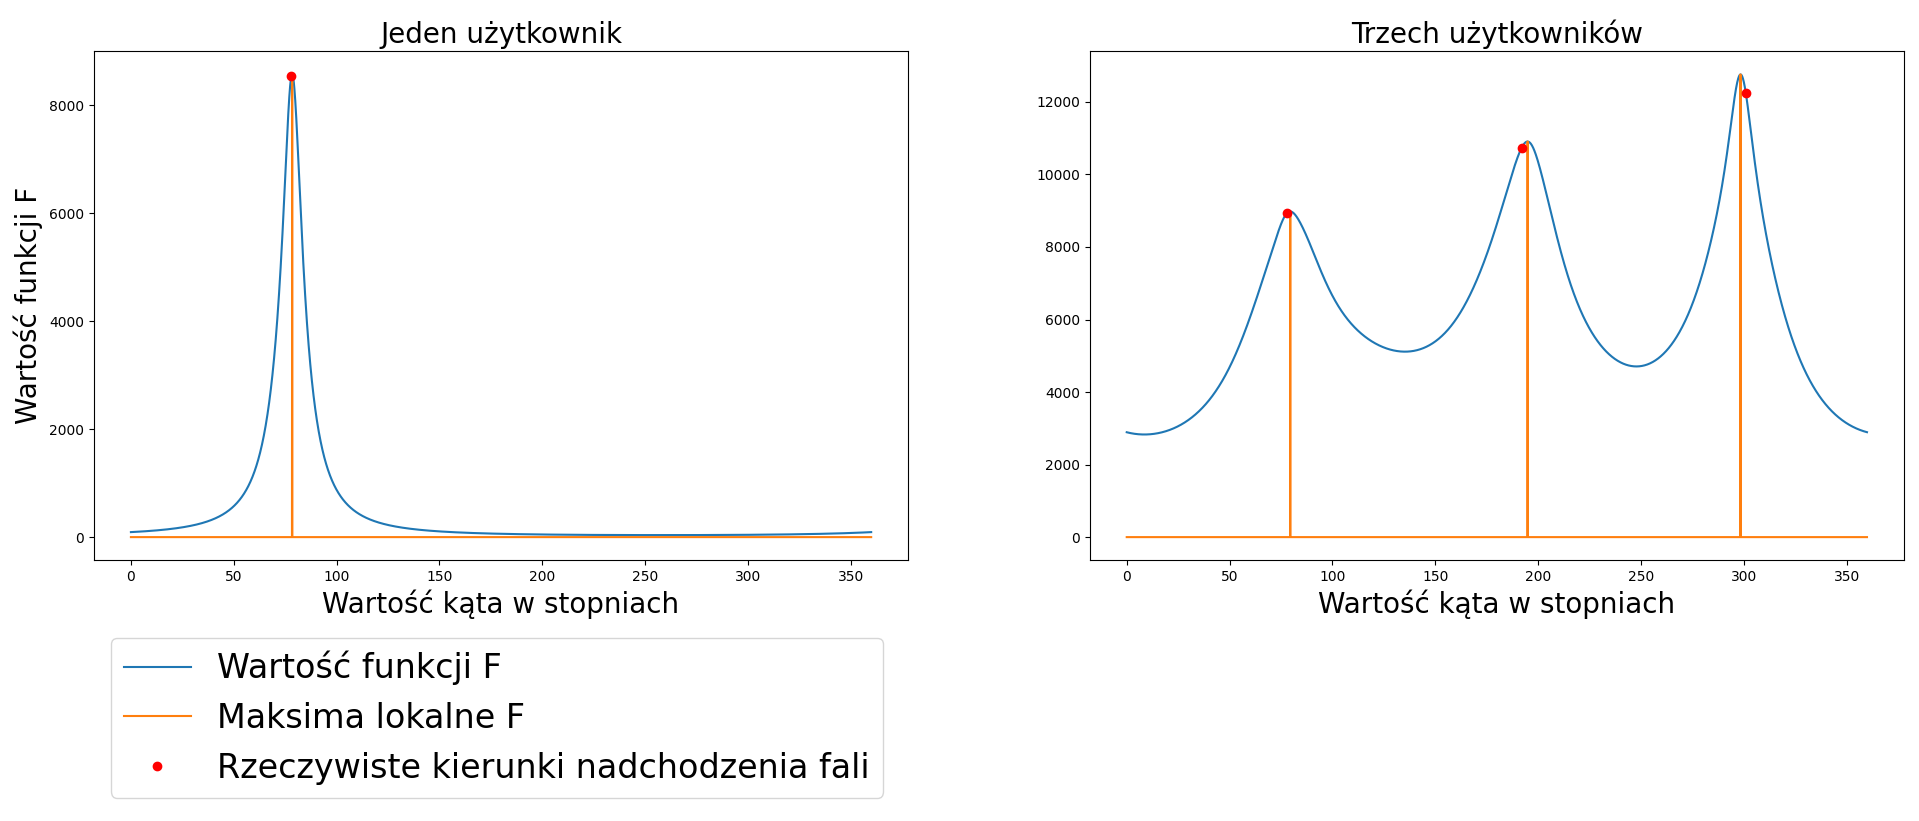 Jeden użytkownik
Wartość funkcji F
8000
6000
4000
2000
0
0 50 100 150 200 250 300 350
Wartość kąta w stopniach
Trzech użytkowników
12000
10000
8000
6000
4000
2000
0
0 50 100 150 200 250 300 350
Wartość kąta w stopniach
Wartość funkcji F
Maksima lokalne F
Rzeczywiste kierunki nadchodzenia fali